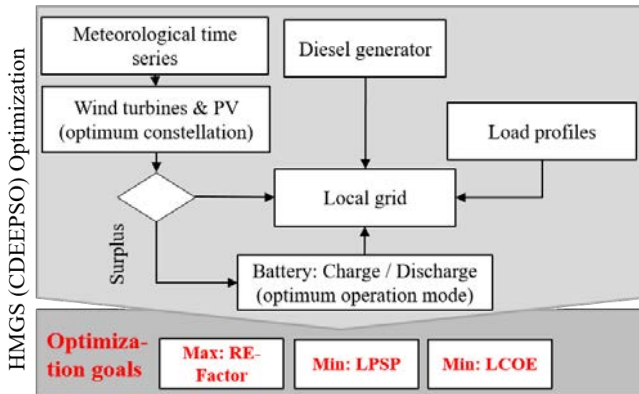 HMGS (CDEEPSO) Optimization
Meteorological time
series
Diesel generator
Wind turbines & PV
(optimum constellation)
Load profiles
Local grid
Surplus
Battery: Charge / Discharge
(optimum operation mode)
Optimiza-
tion goals
Max: RE-
Factor
Min: LPSP
Min: LCOE